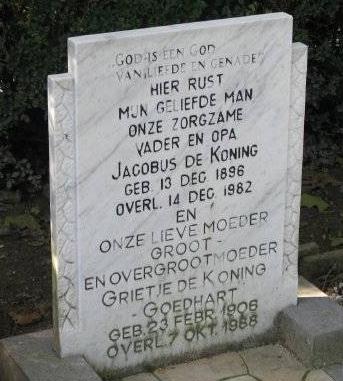 „GOD IS EEN GOD
VAN LIEFDE EN GENADE"
HIER RUST
MIJN GELIEFDE MAN
ONZE ZORGZAME
VADER EN OPA
JACOBUS DE KONING
GEB. 13 DEC 1896
OVERL. 14 DEC 1982
EN
ONZE LIEVE MOEDER
GROOT-
EN OVERGROOTMOEDER
GRIETJE DE KONING
- GOEDHART
GEB. 23 FEBR. 1906
OVERL. 7 OKT. 1988